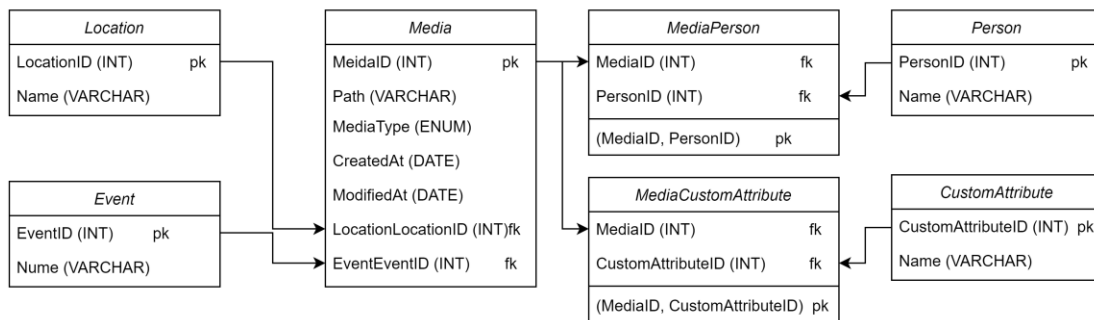 Location
LocationID (INT) pk
Name (VARCHAR)
Event
EventID (INT) pk
Nume (VARCHAR)
Media
MeidaID (INT) pk
Path (VARCHAR)
MediaType (ENUM)
CreatedAt (DATE)
ModifiedAt (DATE)
LocationLocationID (INT)fk
EventEventID (INT) fk
MediaPerson
MediaID (INT) fk
PersonID (INT) fk
(MediaID, PersonID) pk
MediaCustomAttribute
MediaID (INT) fk
CustomAttributeID (INT) fk
(MediaID, CustomAttributeID) pk
Person
PersonID (INT) pk
Name (VARCHAR)
CustomAttribute
CustomAttributeID (INT) pk
Name (VARCHAR)